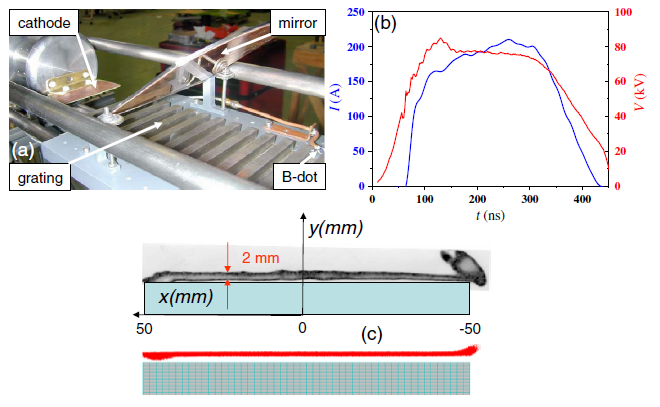 cathode
mirror
(a)
grating
B-dot
(b)
250
200
150
100
50
0
I (A)
100
80
60
40
20
0
V (kV)
0
100
200
300
400
t (ns)
y(mm)
2 mm
x(mm)
50
0
(c)
-50